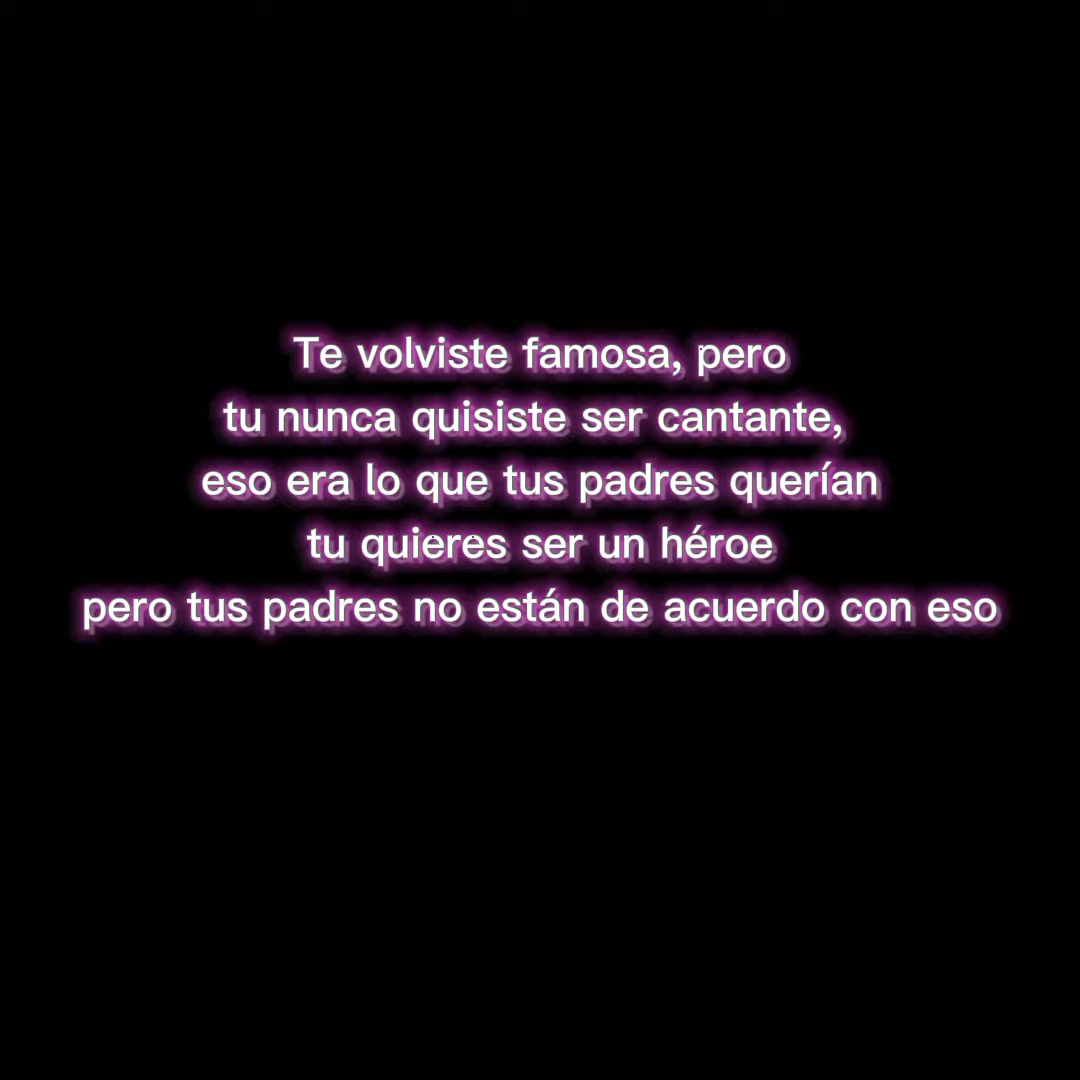 Te volviste famosa, pero
tu nunca quisiste ser cantante,
eso era lo que tus padres querían
tu quieres ser un héroe
pero tus padres no están de acuerdo con eso